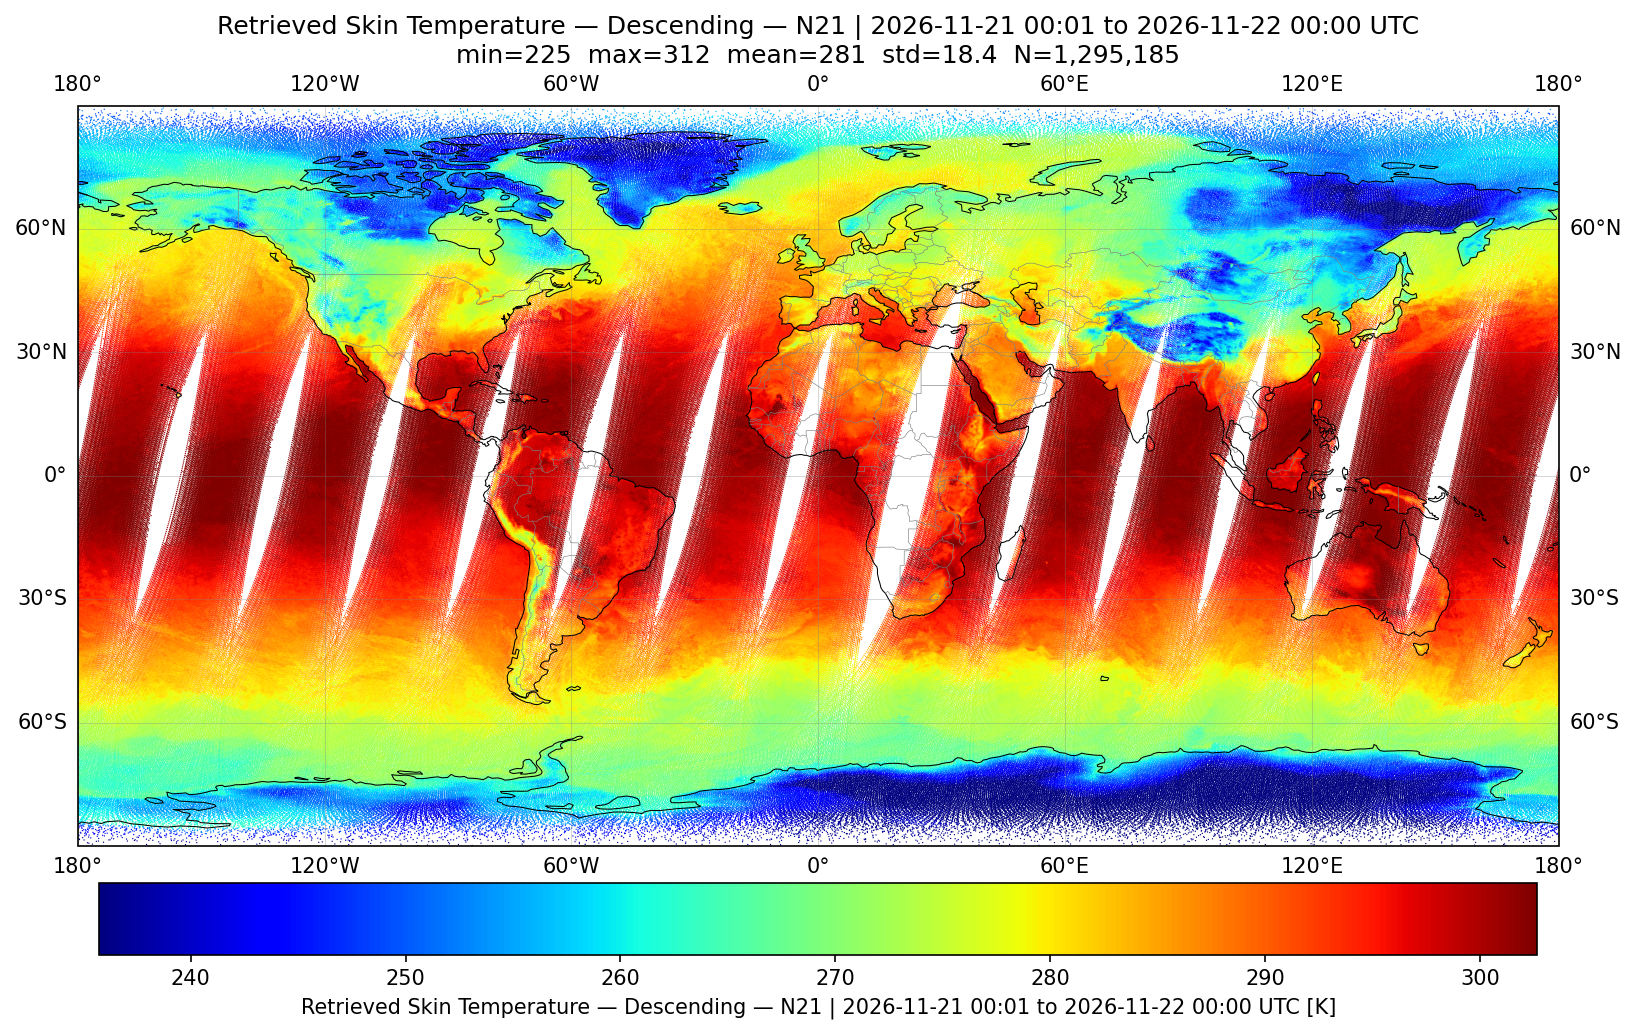 Retrieved Skin Temperature — Descending — N21 | 2026-11-21 00:01 to 2026-11-22 00:00 UTC
min=225 max=312 mean=281 std=18.4 N=1,295,185
180° 120°W 60°W 0° 60°E 120°E 180°
60°N 60°N
30°N 30°N
0° 0°
30°S 30°S
60°S 60°S
180° 120°W 60°W 0° 60°E 120°E 180°
240 250 260 270 280 290 300
Retrieved Skin Temperature — Descending — N21 | 2026-11-21 00:01 to 2026-11-22 00:00 UTC [K]